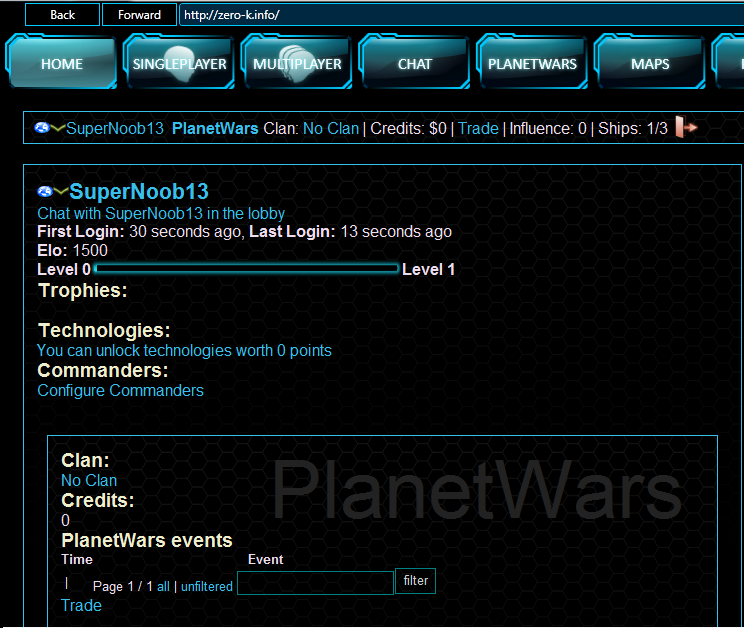 Back Forward http://zero-k.info/
HOME SINGLEPLAYER MULTIPLAYER CHAT PLANETWARS MAPS
SuperNoob13 PlanetWars Clan: No Clan | Credits: $0 | Trade | Influence: 0 | Ships: 1/3
SuperNoob13
Chat with SuperNoob13 in the lobby
First Login: 30 seconds ago, Last Login: 13 seconds ago
Elo: 1500
Level 0 Level 1
Trophies:
Technologies:
You can unlock technologies worth 0 points
Commanders:
Configure Commanders
PlanetWars
Clan:
No Clan
Credits:
0
PlanetWars events
Time Event
| Page 1 / 1 all | unfiltered filter
Trade